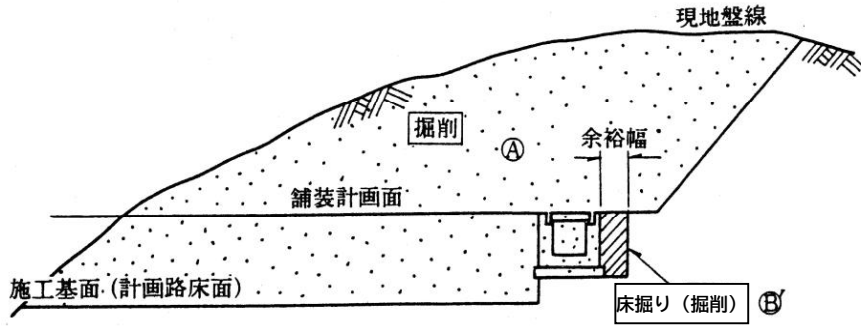 現地盤線
掘削
Ⓐ
余裕幅
舗装計画面
施工基面（計画路床面）
床掘り（掘削）
Ⓑ′